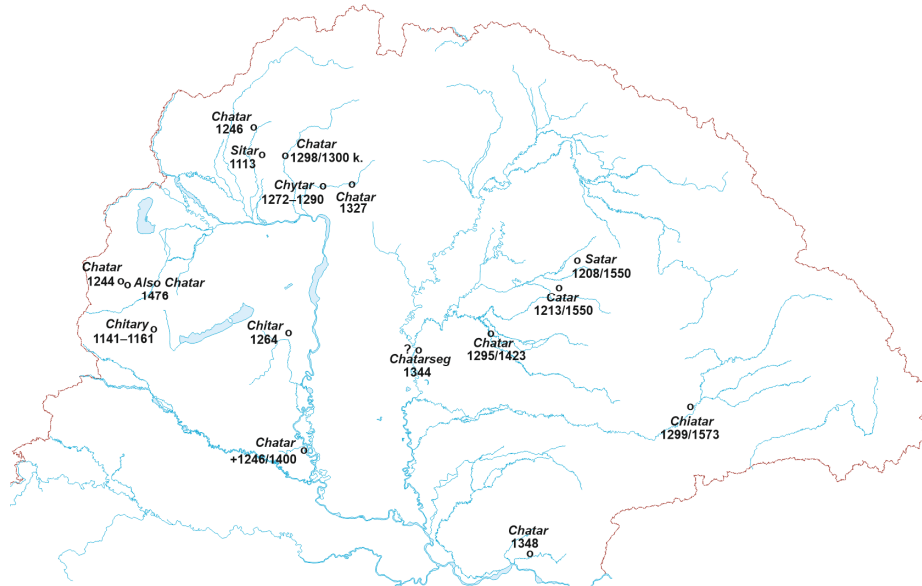 Chatar
1246
Sitar
1113
Chatar
1298/1300 k.
Chytar
1272–1290
Chatar
1327
Chatar
1244
Also Chatar
1476
Chitary
1141–1161
Chitar
1264
Satar
1208/1550
Catar
1213/1550
Chatar
1295/1423
?
Chatarseg
1344
Chiatar
1299/1573
Chatar
+1246/1400
Chatar
1348